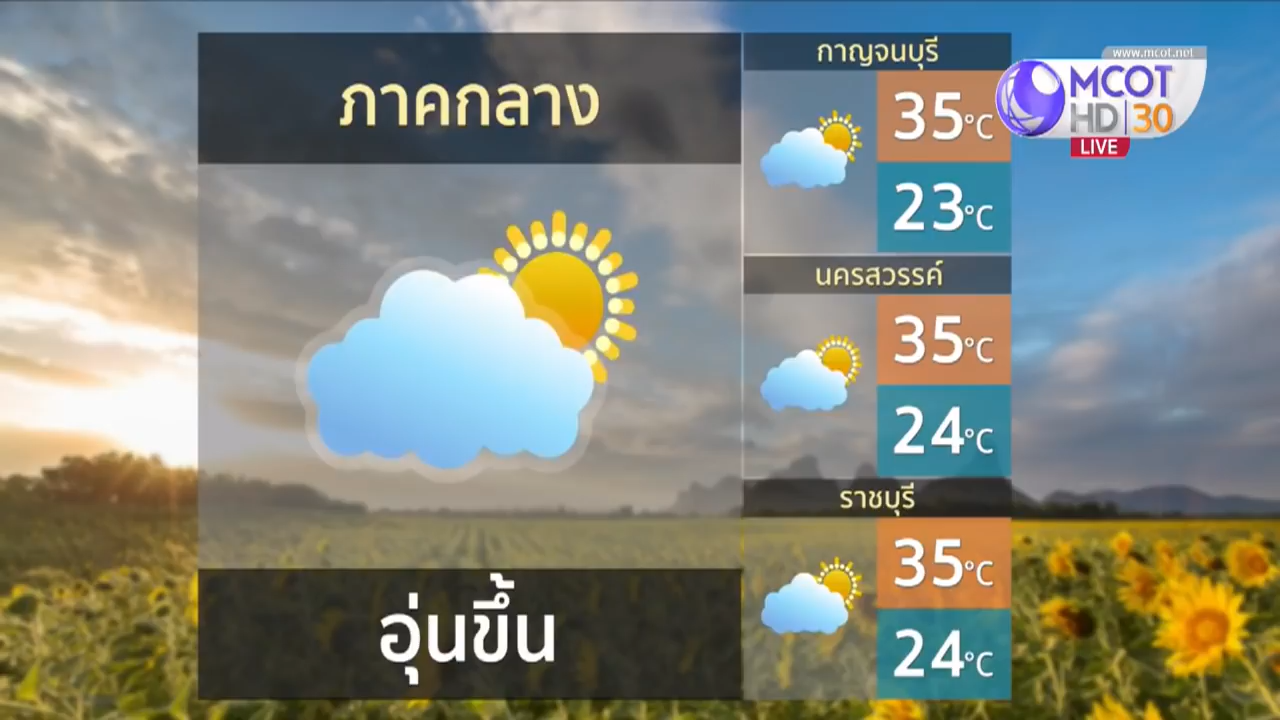 ภาคกลาง
อุ่นขึ้น
กาญจนบุรี
35°C
23°C
นครสวรรค์
35°C
24°C
ราชบุรี
35°C
24°C
www.mcot.net
MCOT
HD 30
LIVE